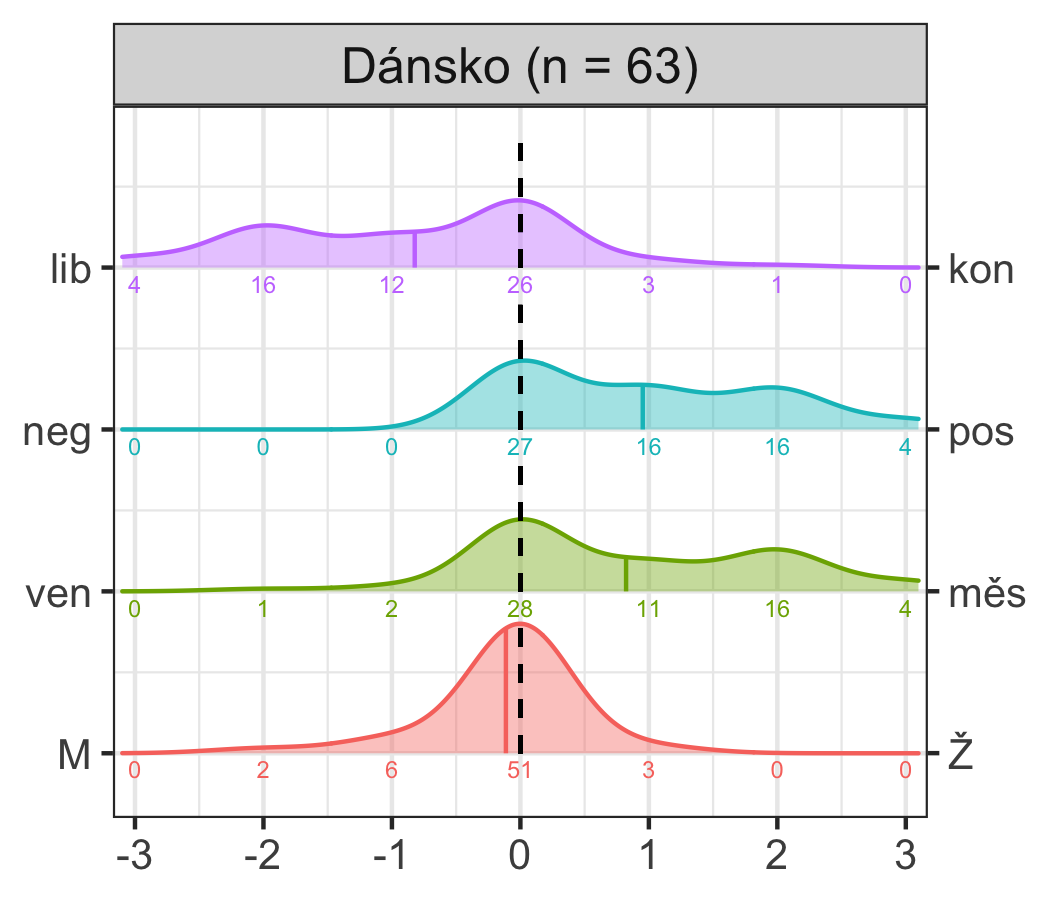 Dánsko (n = 63)
lib kon
4 16 12 26 3 1 0
neg pos
0 0 0 27 16 16 4
ven měs
0 1 2 28 11 16 4
M Ž
0 2 6 51 3 0 0
-3 -2 -1 0 1 2 3